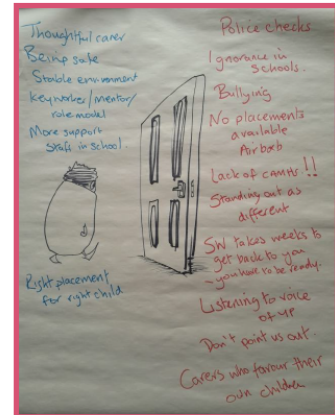 Thoughtful carer
Being safe
Stable environment
Keyworker/mentor/
role model
More support
Staff in school.
Right placement
for right child
Police checks
Ignorance in
schools.
Bullying
No placements
available
Airbnb
Lack of CAMHS !!
Standing out as
different
SW takes weeks to
get back to you
- you have to be ready.
Listening to voice
of YP
Don't point us out.
Carers who favour their
own children